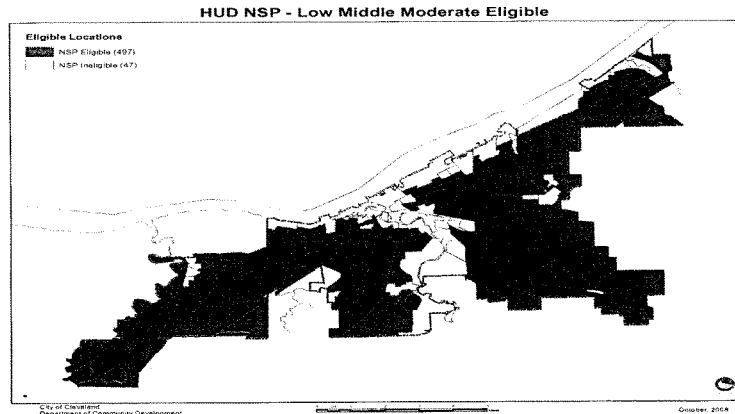 HUD NSP - Low Middle Moderate Eligible
Eligible Locations
NSP Eligible (497)
NSP Ineligible (47)
City of Cleveland
Department of Community Development
October, 2008